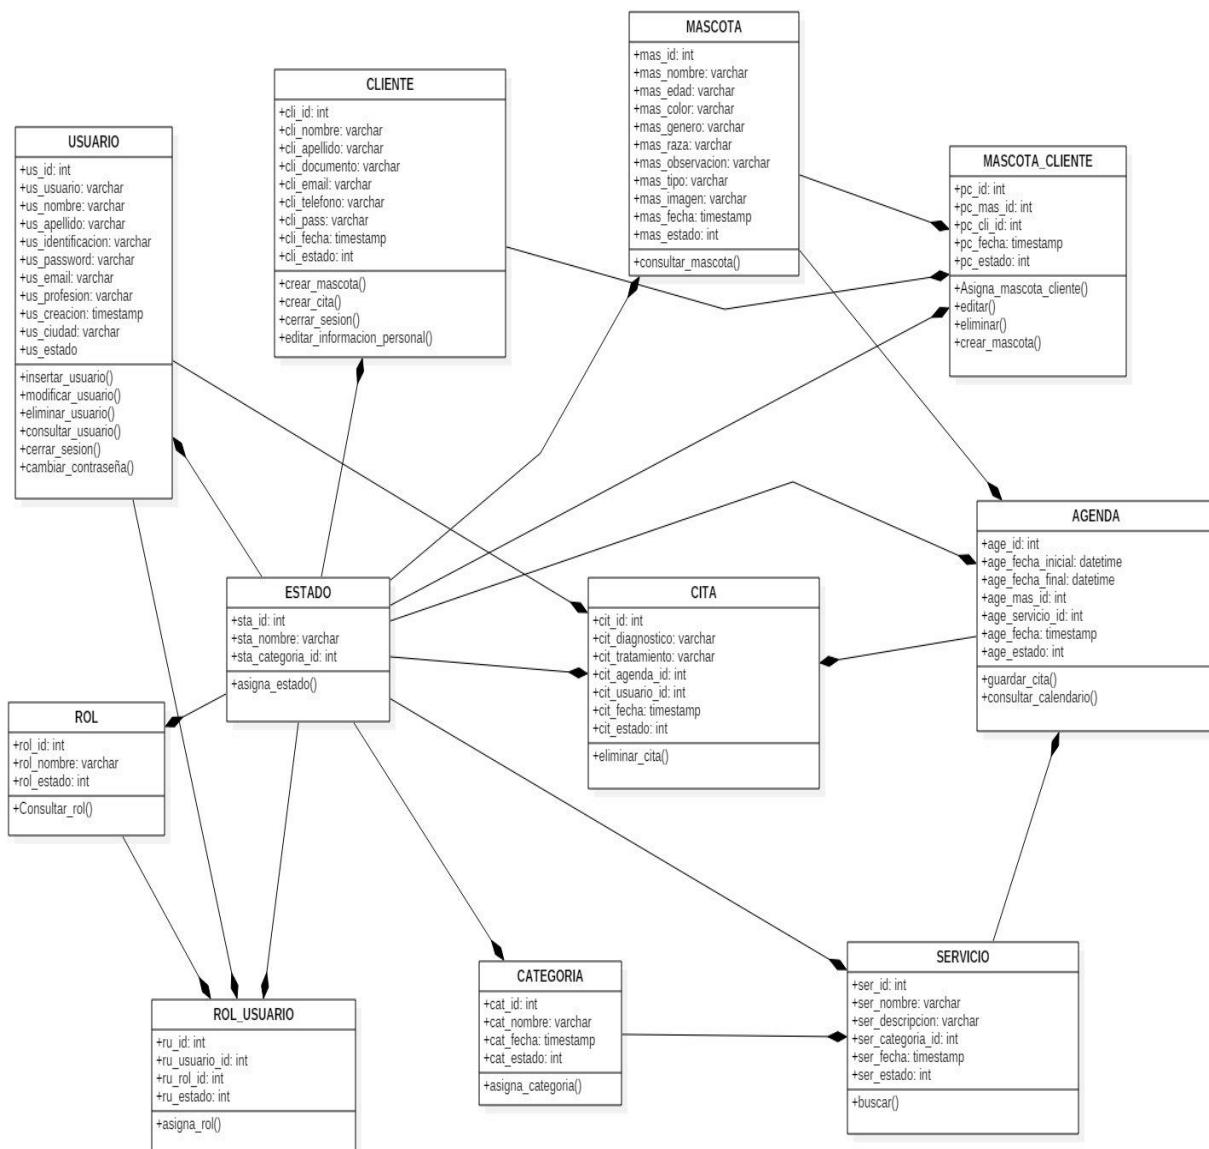 MASCOTA
+mas_id: int
+mas_nombre: varchar
+mas_edad: varchar
+mas_color: varchar
+mas_genero: varchar
+mas_raza: varchar
+mas_observacion: varchar
+mas_tipo: varchar
+mas_imagen: varchar
+mas_fecha: timestamp
+mas_estado: int
+consultar_mascota()
CLIENTE
+cli_id: int
+cli_nombre: varchar
+cli_apellido: varchar
+cli_documento: varchar
+cli_email: varchar
+cli_telefono: varchar
+cli_pass: varchar
+cli_fecha: timestamp
+cli_estado: int
+crear_mascota()
+crear_cita()
+cerrar_sesion()
+editar_informacion_personal()
USUARIO
+us_id: int
+us_usuario: varchar
+us_nombre: varchar
+us_apellido: varchar
+us_identificacion: varchar
+us_password: varchar
+us_email: varchar
+us_profesion: varchar
+us_creacion: timestamp
+us_ciudad: varchar
+us_estado
+insertar_usuario()
+modificar_usuario()
+eliminar_usuario()
+consultar_usuario()
+cerrar_sesion()
+cambiar_contraseña()
MASCOTA_CLIENTE
+pc_id: int
+pc_mas_id: int
+pc_cli_id: int
+pc_fecha: timestamp
+pc_estado: int
+Asigna_mascota_cliente()
+editar()
+eliminar()
+crear_mascota()
AGENDA
+age_id: int
+age_fecha_inicial: datetime
+age_fecha_final: datetime
+age_mas_id: int
+age_servicio_id: int
+age_fecha: timestamp
+age_estado: int
+guardar_cita()
+consultar_calendario()
ESTADO
+sta_id: int
+sta_nombre: varchar
+sta_categoria_id: int
+asigna_estado()
CITA
+cit_id: int
+cit_diagnostico: varchar
+cit_tratamiento: varchar
+cit_agenda_id: int
+cit_usuario_id: int
+cit_fecha: timestamp
+cit_estado: int
+eliminar_cita()
ROL
+rol_id: int
+rol_nombre: varchar
+rol_estado: int
+Consultar_rol()
SERVICIO
+ser_id: int
+ser_nombre: varchar
+ser_descripcion: varchar
+ser_categoria_id: int
+ser_fecha: timestamp
+ser_estado: int
+buscar()
CATEGORIA
+cat_id: int
+cat_nombre: varchar
+cat_fecha: timestamp
+cat_estado: int
+asigna_categoria()
ROL_USUARIO
+ru_id: int
+ru_usuario_id: int
+ru_rol_id: int
+ru_estado: int
+asigna_rol()